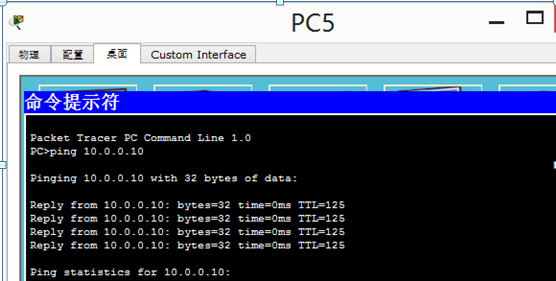 PC5
物理 配置 桌面 Custom Interface
命令提示符
Packet Tracer PC Command Line 1.0
PC>ping 10.0.0.10
Pinging 10.0.0.10 with 32 bytes of data:
Reply from 10.0.0.10: bytes=32 time=0ms TTL=125
Reply from 10.0.0.10: bytes=32 time=0ms TTL=125
Reply from 10.0.0.10: bytes=32 time=0ms TTL=125
Reply from 10.0.0.10: bytes=32 time=0ms TTL=125
Ping statistics for 10.0.0.10: